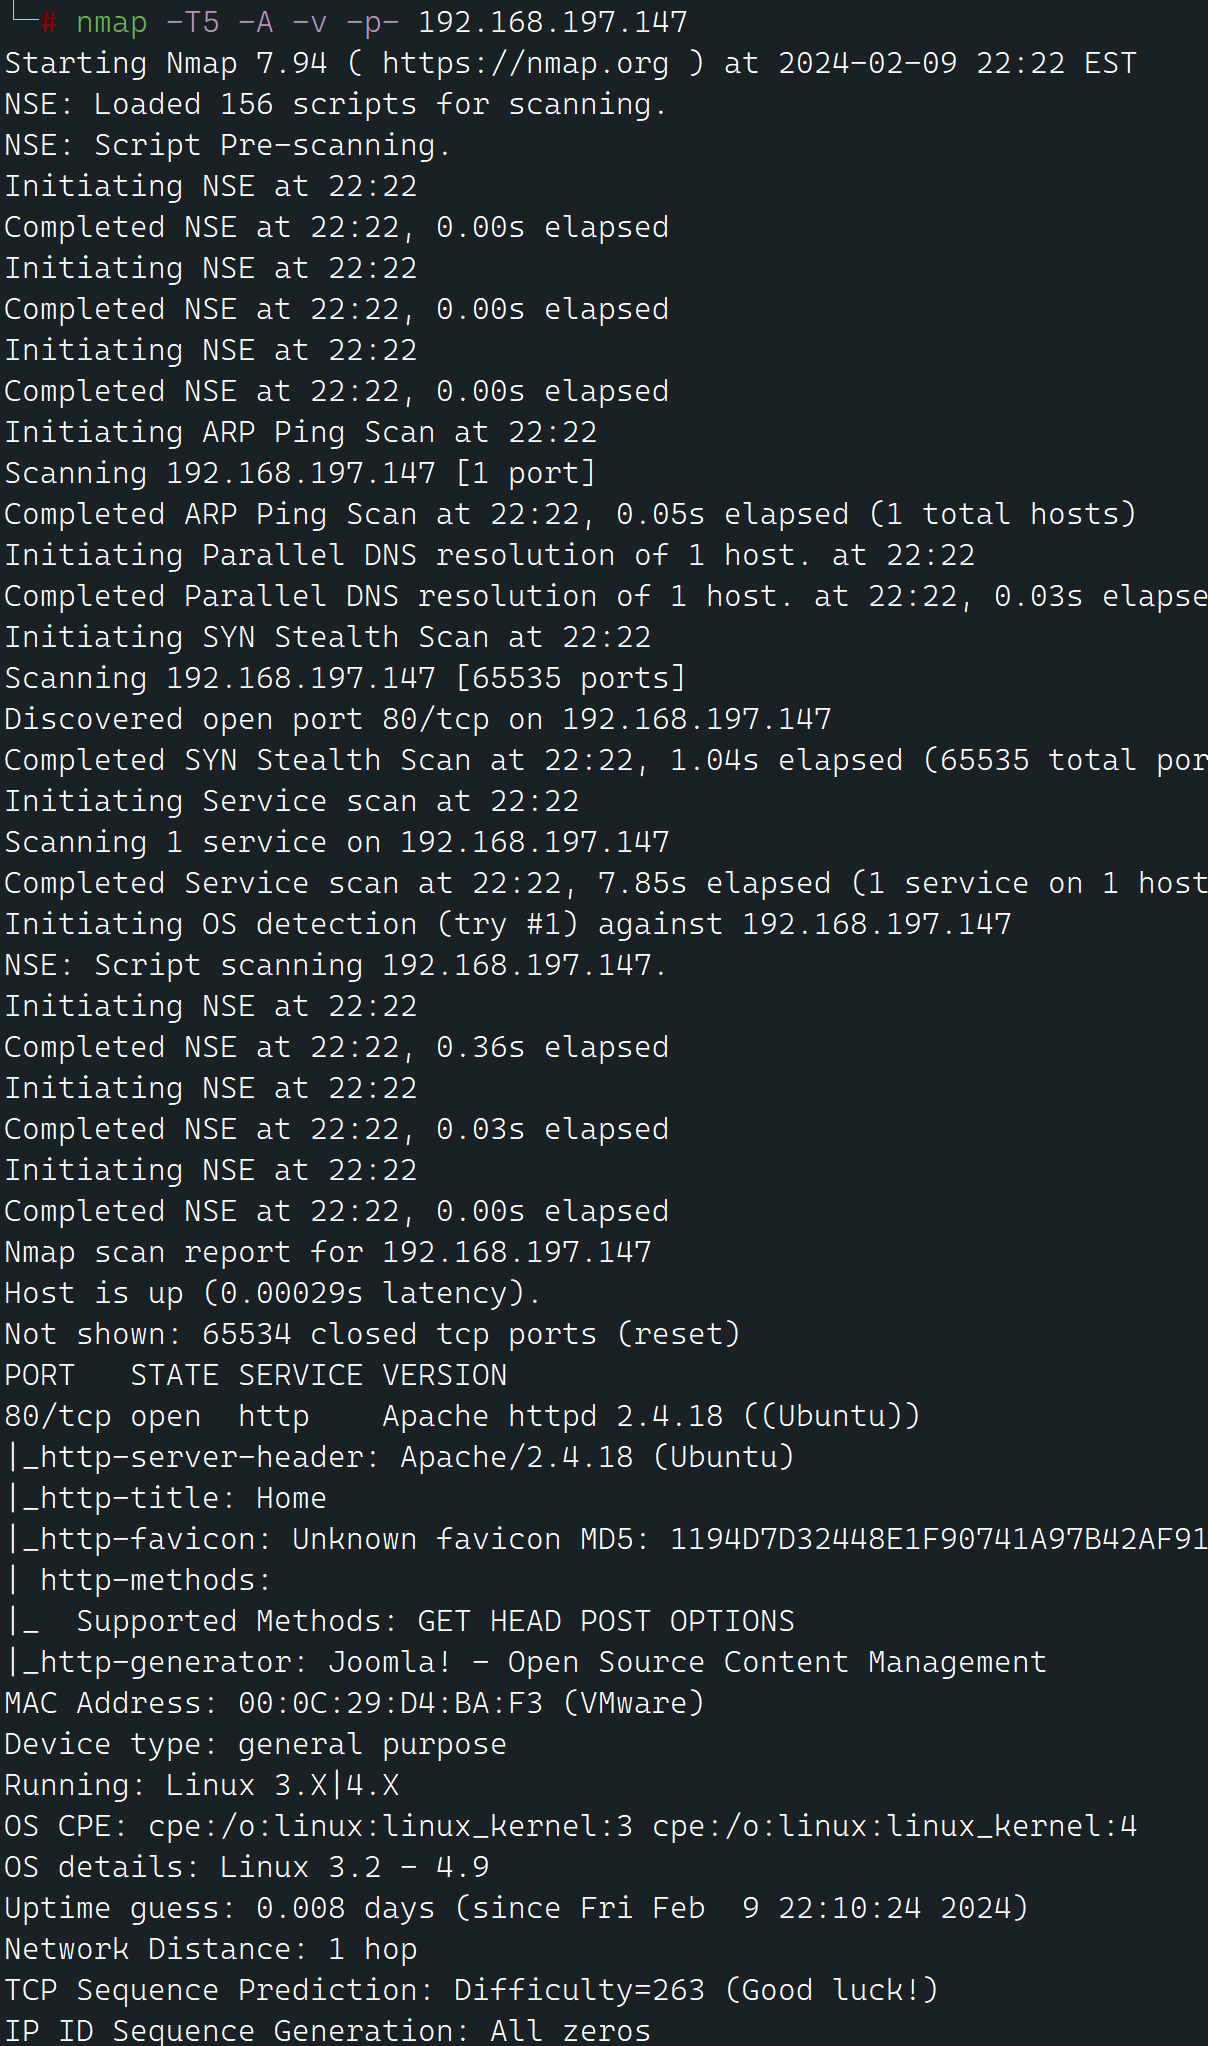 └─# nmap -T5 -A -v -p- 192.168.197.147
Starting Nmap 7.94 ( https://nmap.org ) at 2024-02-09 22:22 EST
NSE: Loaded 156 scripts for scanning.
NSE: Script Pre-scanning.
Initiating NSE at 22:22
Completed NSE at 22:22, 0.00s elapsed
Initiating NSE at 22:22
Completed NSE at 22:22, 0.00s elapsed
Initiating NSE at 22:22
Completed NSE at 22:22, 0.00s elapsed
Initiating ARP Ping Scan at 22:22
Scanning 192.168.197.147 [1 port]
Completed ARP Ping Scan at 22:22, 0.05s elapsed (1 total hosts)
Initiating Parallel DNS resolution of 1 host. at 22:22
Completed Parallel DNS resolution of 1 host. at 22:22, 0.03s elapse
Initiating SYN Stealth Scan at 22:22
Scanning 192.168.197.147 [65535 ports]
Discovered open port 80/tcp on 192.168.197.147
Completed SYN Stealth Scan at 22:22, 1.04s elapsed (65535 total por
Initiating Service scan at 22:22
Scanning 1 service on 192.168.197.147
Completed Service scan at 22:22, 7.85s elapsed (1 service on 1 host
Initiating OS detection (try #1) against 192.168.197.147
NSE: Script scanning 192.168.197.147.
Initiating NSE at 22:22
Completed NSE at 22:22, 0.36s elapsed
Initiating NSE at 22:22
Completed NSE at 22:22, 0.03s elapsed
Initiating NSE at 22:22
Completed NSE at 22:22, 0.00s elapsed
Nmap scan report for 192.168.197.147
Host is up (0.00029s latency).
Not shown: 65534 closed tcp ports (reset)
PORT   STATE SERVICE VERSION
80/tcp open  http    Apache httpd 2.4.18 ((Ubuntu))
|_http-server-header: Apache/2.4.18 (Ubuntu)
|_http-title: Home
|_http-favicon: Unknown favicon MD5: 1194D7D32448E1F90741A97B42AF91
| http-methods:
|_  Supported Methods: GET HEAD POST OPTIONS
|_http-generator: Joomla! - Open Source Content Management
MAC Address: 00:0C:29:D4:BA:F3 (VMware)
Device type: general purpose
Running: Linux 3.X|4.X
OS CPE: cpe:/o:linux:linux_kernel:3 cpe:/o:linux:linux_kernel:4
OS details: Linux 3.2 - 4.9
Uptime guess: 0.008 days (since Fri Feb  9 22:10:24 2024)
Network Distance: 1 hop
TCP Sequence Prediction: Difficulty=263 (Good luck!)
IP ID Sequence Generation: All zeros